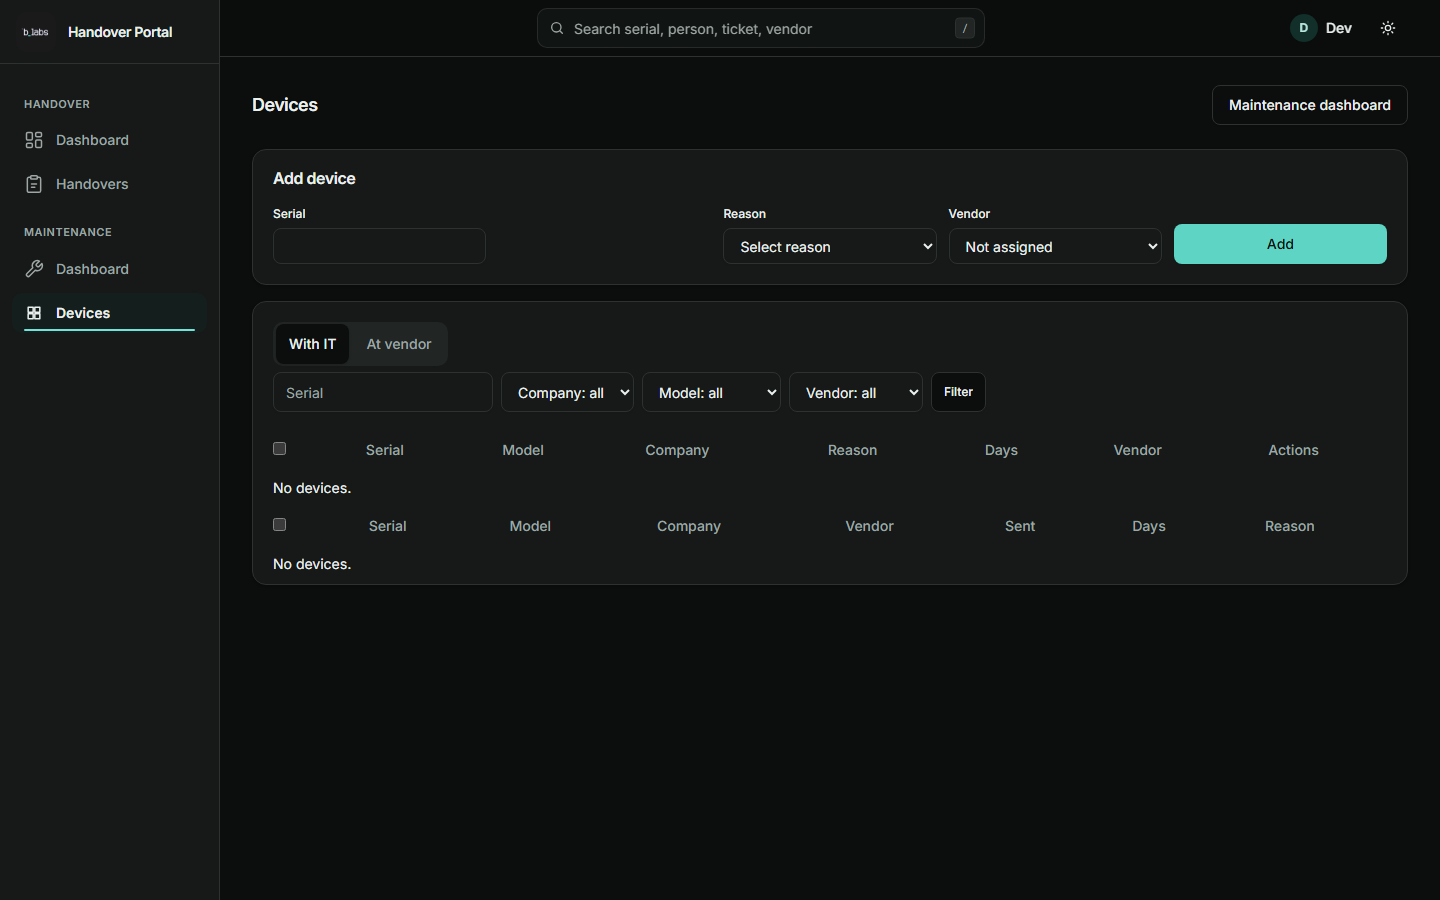 b_labs Handover Portal
Search serial, person, ticket, vendor /
D Dev
HANDOVER
Dashboard
Handovers
MAINTENANCE
Dashboard
Devices
Devices
Maintenance dashboard
Add device
Serial Reason Vendor
Select reason Not assigned Add
With IT At vendor
Serial Company: all Model: all Vendor: all Filter
Serial Model Company Reason Days Vendor Actions
No devices.
Serial Model Company Vendor Sent Days Reason
No devices.